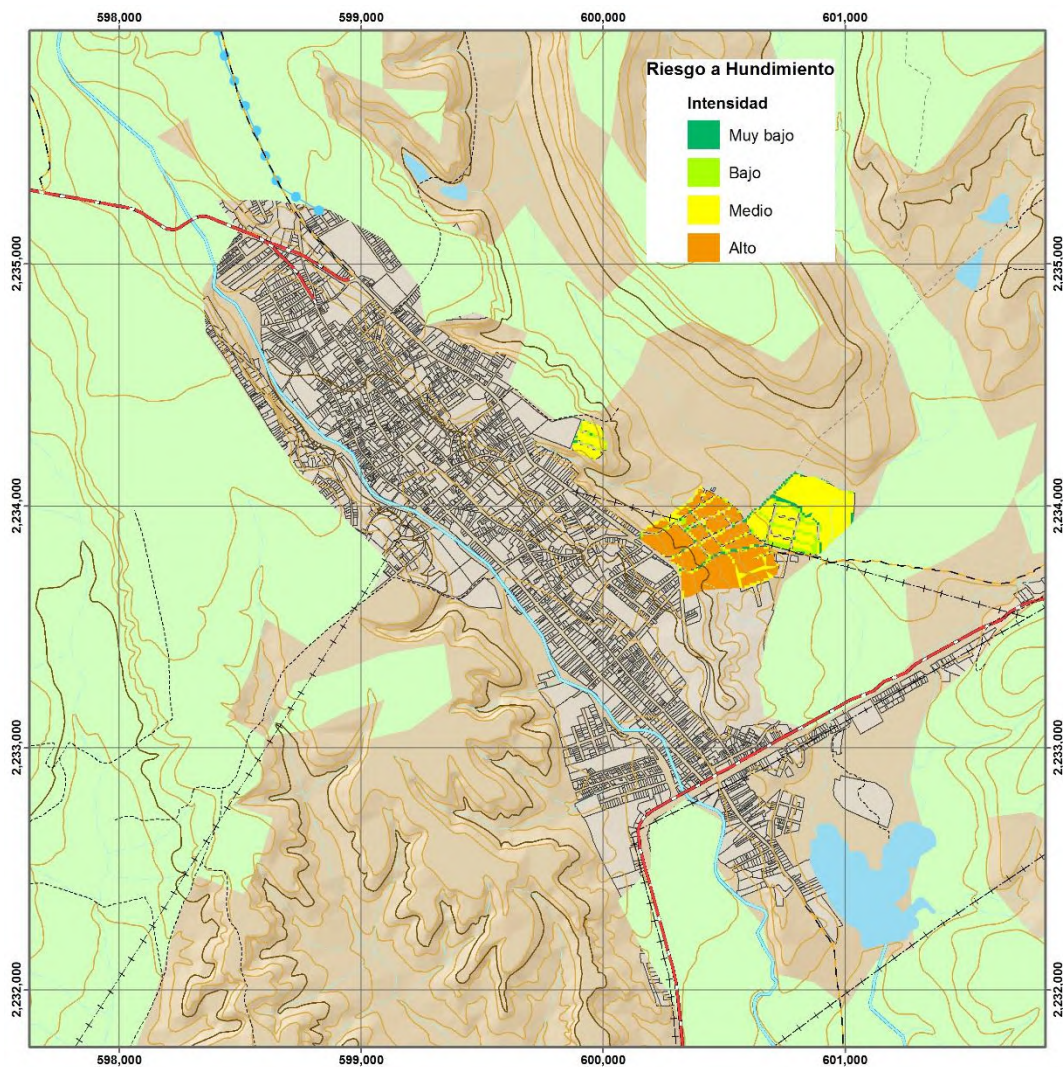 598,000 599,000 600,000 601,000
Riesgo a Hundimiento
Intensidad
Muy bajo
Bajo
Medio
Alto
2,235,000 2,235,000
2,234,000 2,234,000
2,233,000 2,233,000
2,232,000 2,232,000
598,000 599,000 600,000 601,000